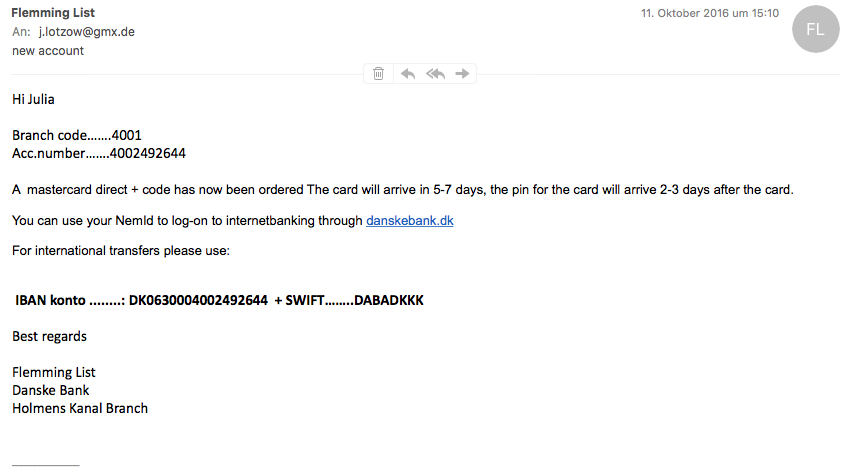 Flemming List
11. Oktober 2016 um 15:10
FL
An: j.lotzow@gmx.de
new account
Hi Julia
Branch code.......4001
Acc.number.......4002492644
A mastercard direct + code has now been ordered The card will arrive in 5-7 days, the pin for the card will arrive 2-3 days after the card.
You can use your NemId to log-on to internetbanking through danskebank.dk
For international transfers please use:
IBAN konto ........: DK0630004002492644 + SWIFT........DABADKKK
Best regards
Flemming List
Danske Bank
Holmens Kanal Branch